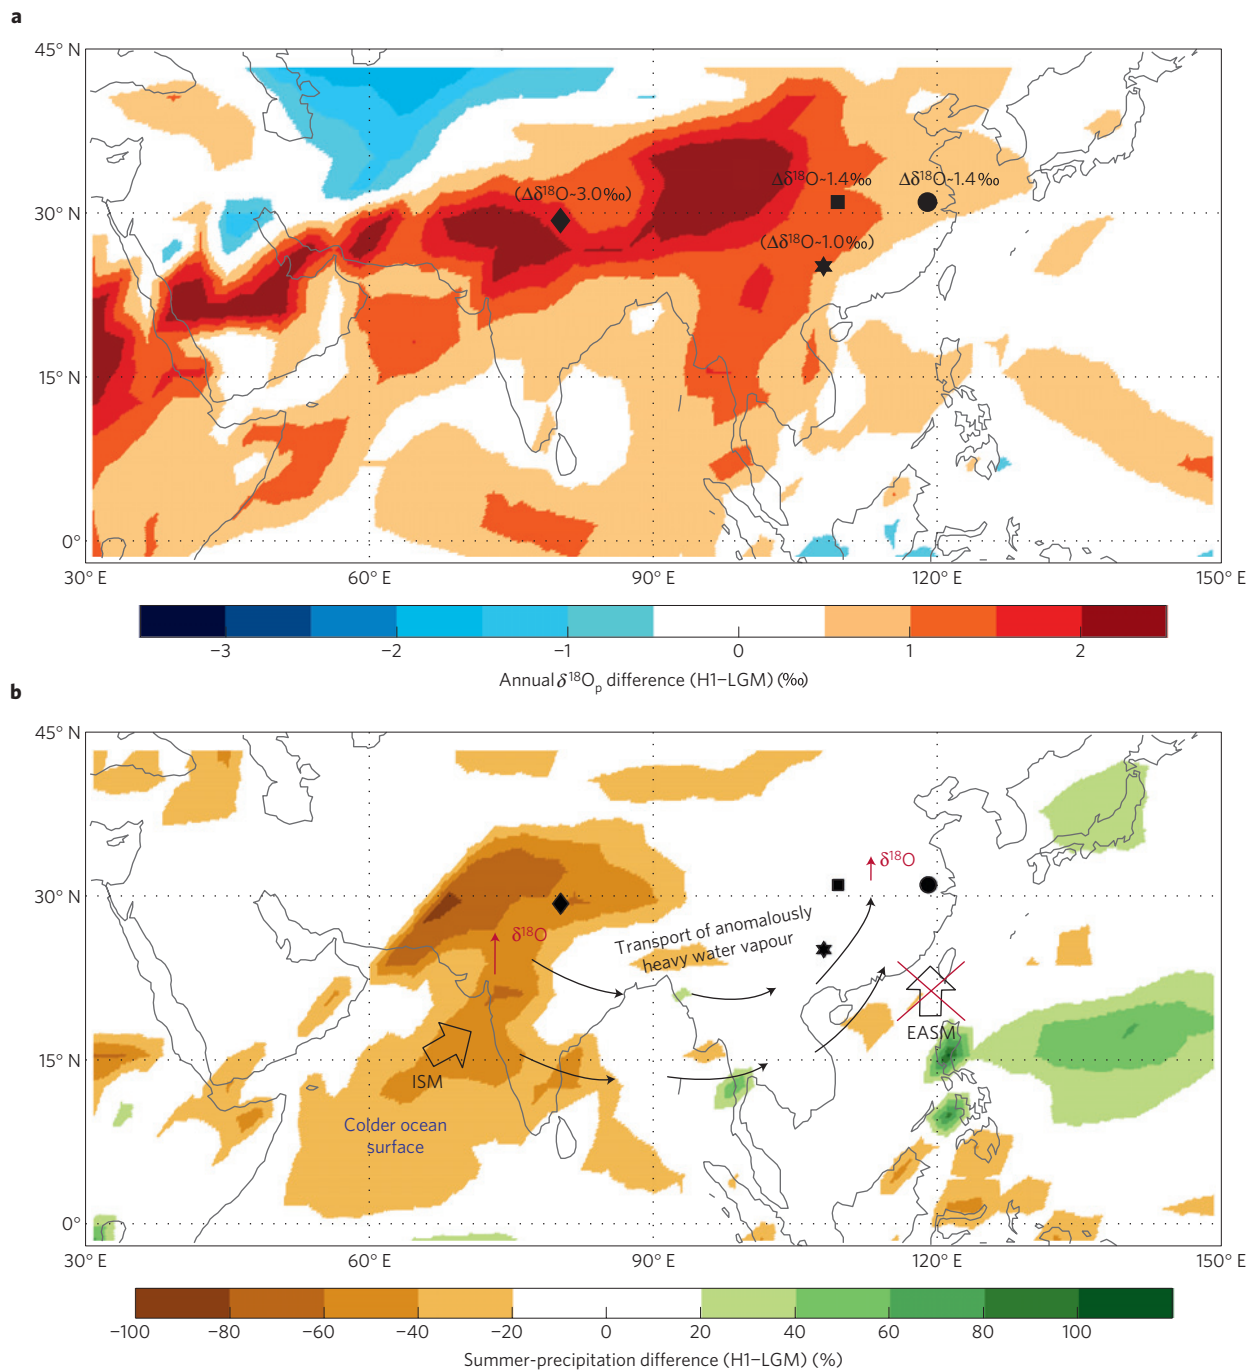 a
45° N
(Δδ¹⁸O~3.0‰)
Δδ¹⁸O~1.4‰
Δδ¹⁸O~1.4‰
30° N
(Δδ¹⁸O~1.0‰)
15° N
0°
30° E
60° E
90° E
120° E
150° E
−3
−2
−1
0
1
2
Annual δ¹⁸Oₚ difference (H1–LGM) (‰)
b
45° N
δ¹⁸O
30° N
Transport of anomalously
heavy water vapour
δ¹⁸O
EASM
15° N
ISM
Colder ocean
surface
0°
30° E
60° E
90° E
120° E
150° E
−100
−80
−60
−40
−20
0
20
40
60
80
100
Summer-precipitation difference (H1–LGM) (%)